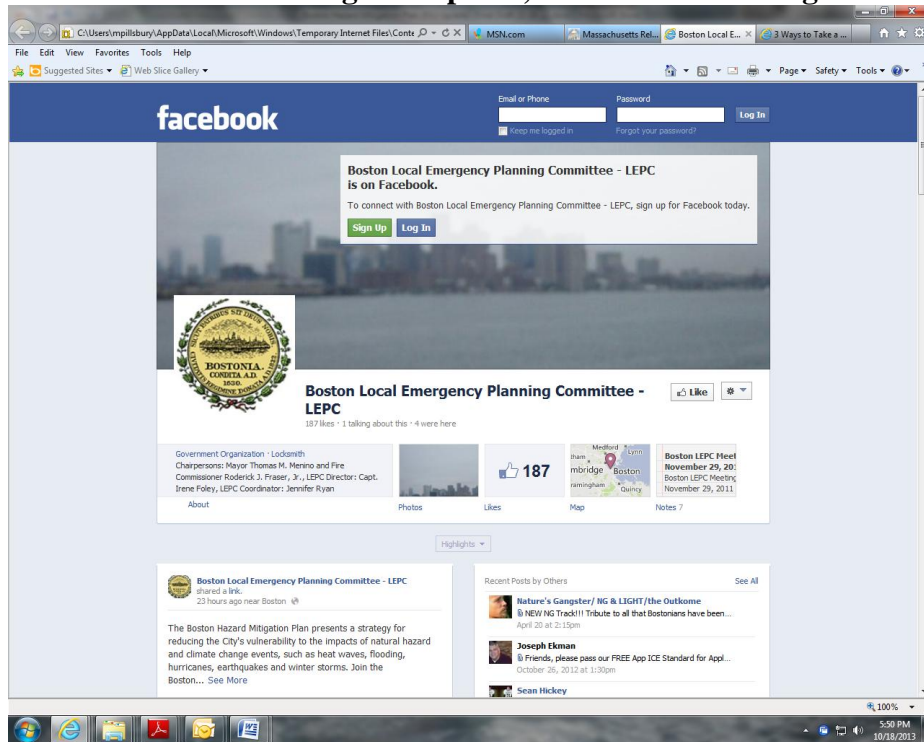 C:\Users\mpillsbury\AppData\Local\Microsoft\Windows\Temporary Internet Files\Conte
MSN.com
Massachusetts Rel...
Boston Local E...
3 Ways to Take a ...
File Edit View Favorites Tools Help
Suggested Sites
Web Slice Gallery
Page Safety Tools
facebook
Email or Phone
Password
Log In
Keep me logged in
Forgot your password?
Boston Local Emergency Planning Committee - LEPC
is on Facebook.
To connect with Boston Local Emergency Planning Committee - LEPC, sign up for Facebook today.
Sign Up Log In
BOSTONIA.
CONDITA A.D.
1630.
Boston Local Emergency Planning Committee -
LEPC
187 likes · 1 talking about this · 4 were here
Like
Government Organization · Locksmith
Chairpersons: Mayor Thomas M. Menino and Fire
Commissioner Roderick J. Fraser, Jr., LEPC Director: Capt.
Irene Foley, LEPC Coordinator: Jennifer Ryan
About
Photos
187
Likes
Medford
Lynn
tham
mbridge
Boston
ramingham
Quincy
Map
Boston LEPC Meet
November 29, 201
Boston LEPC Meeting
November 29, 2011
Notes 7
Highlights
Boston Local Emergency Planning Committee - LEPC
shared a link.
23 hours ago near Boston
The Boston Hazard Mitigation Plan presents a strategy for
reducing the City's vulnerability to the impacts of natural hazard
and climate change events, such as heat waves, flooding,
hurricanes, earthquakes and winter storms. Join the
Boston... See More
Recent Posts by Others
See All
Nature's Gangster/ NG & LIGHT/the Outkome
NEW NG Track!!! Tribute to all that Bostonians have been...
April 20 at 2:15pm
Joseph Ekman
Friends, please pass our FREE App ICE Standard for Appl...
October 26, 2012 at 1:30pm
Sean Hickey
100%
5:50 PM
10/18/2013